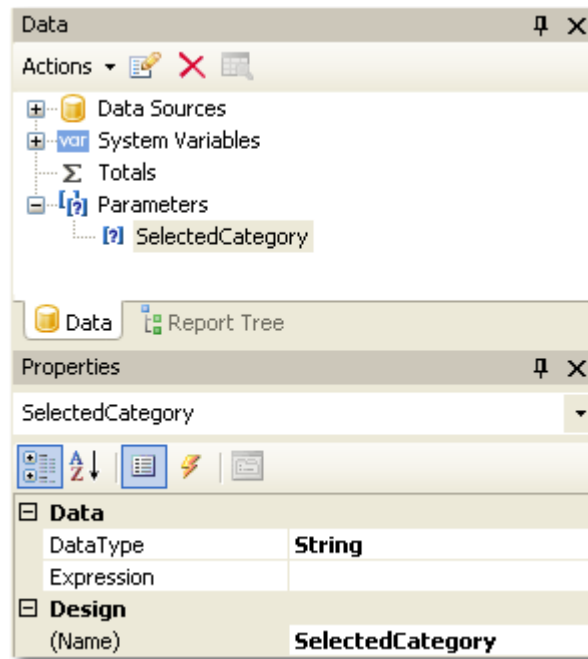 Data
Actions
Data Sources
var System Variables
Σ Totals
[?] Parameters
[?] SelectedCategory
Data Report Tree
Properties
SelectedCategory
A Z
Data
DataType String
Expression
Design
(Name) SelectedCategory